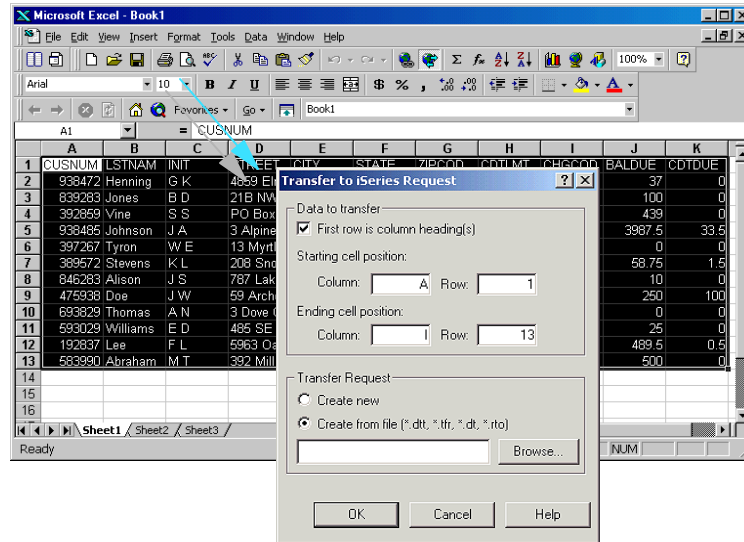 Microsoft Excel - Book1
File Edit View Insert Format Tools Data Window Help
100%
Arial 10 B I U $ % ,
Favorites Go Book1
A1 = CUSNUM
A B C D E F G H I J K
1 CUSNUM LSTNAM INIT STREET CITY STATE ZIPCOD CDTLMT CHGCOD BALDUE CDTDUE
2 938472 Henning G K 4859 Elm 37 0
3 839283 Jones B D 21B NW 100 0
4 392859 Vine S S PO Box 439 0
5 938485 Johnson J A 3 Alpine 3987.5 33.5
6 397267 Tyron W E 13 Myrtl 0 0
7 389572 Stevens K L 208 Sno 58.75 1.5
8 846283 Alison J S 787 Lak 10 0
9 475938 Doe J W 59 Arch 250 100
10 693829 Thomas A N 3 Dove 0 0
11 593029 Williams E D 485 SE 25 0
12 192837 Lee F L 5963 Oa 489.5 0.5
13 583990 Abraham M T 392 Mill 500 0
14
15
16
Sheet1 Sheet2 Sheet3
Ready NUM
Transfer to iSeries Request
Data to transfer
First row is column heading(s)
Starting cell position:
Column: A Row: 1
Ending cell position:
Column: I Row: 13
Transfer Request
Create new
Create from file (*.dtt, *.tfr, *.dt, *.rto)
Browse...
OK Cancel Help